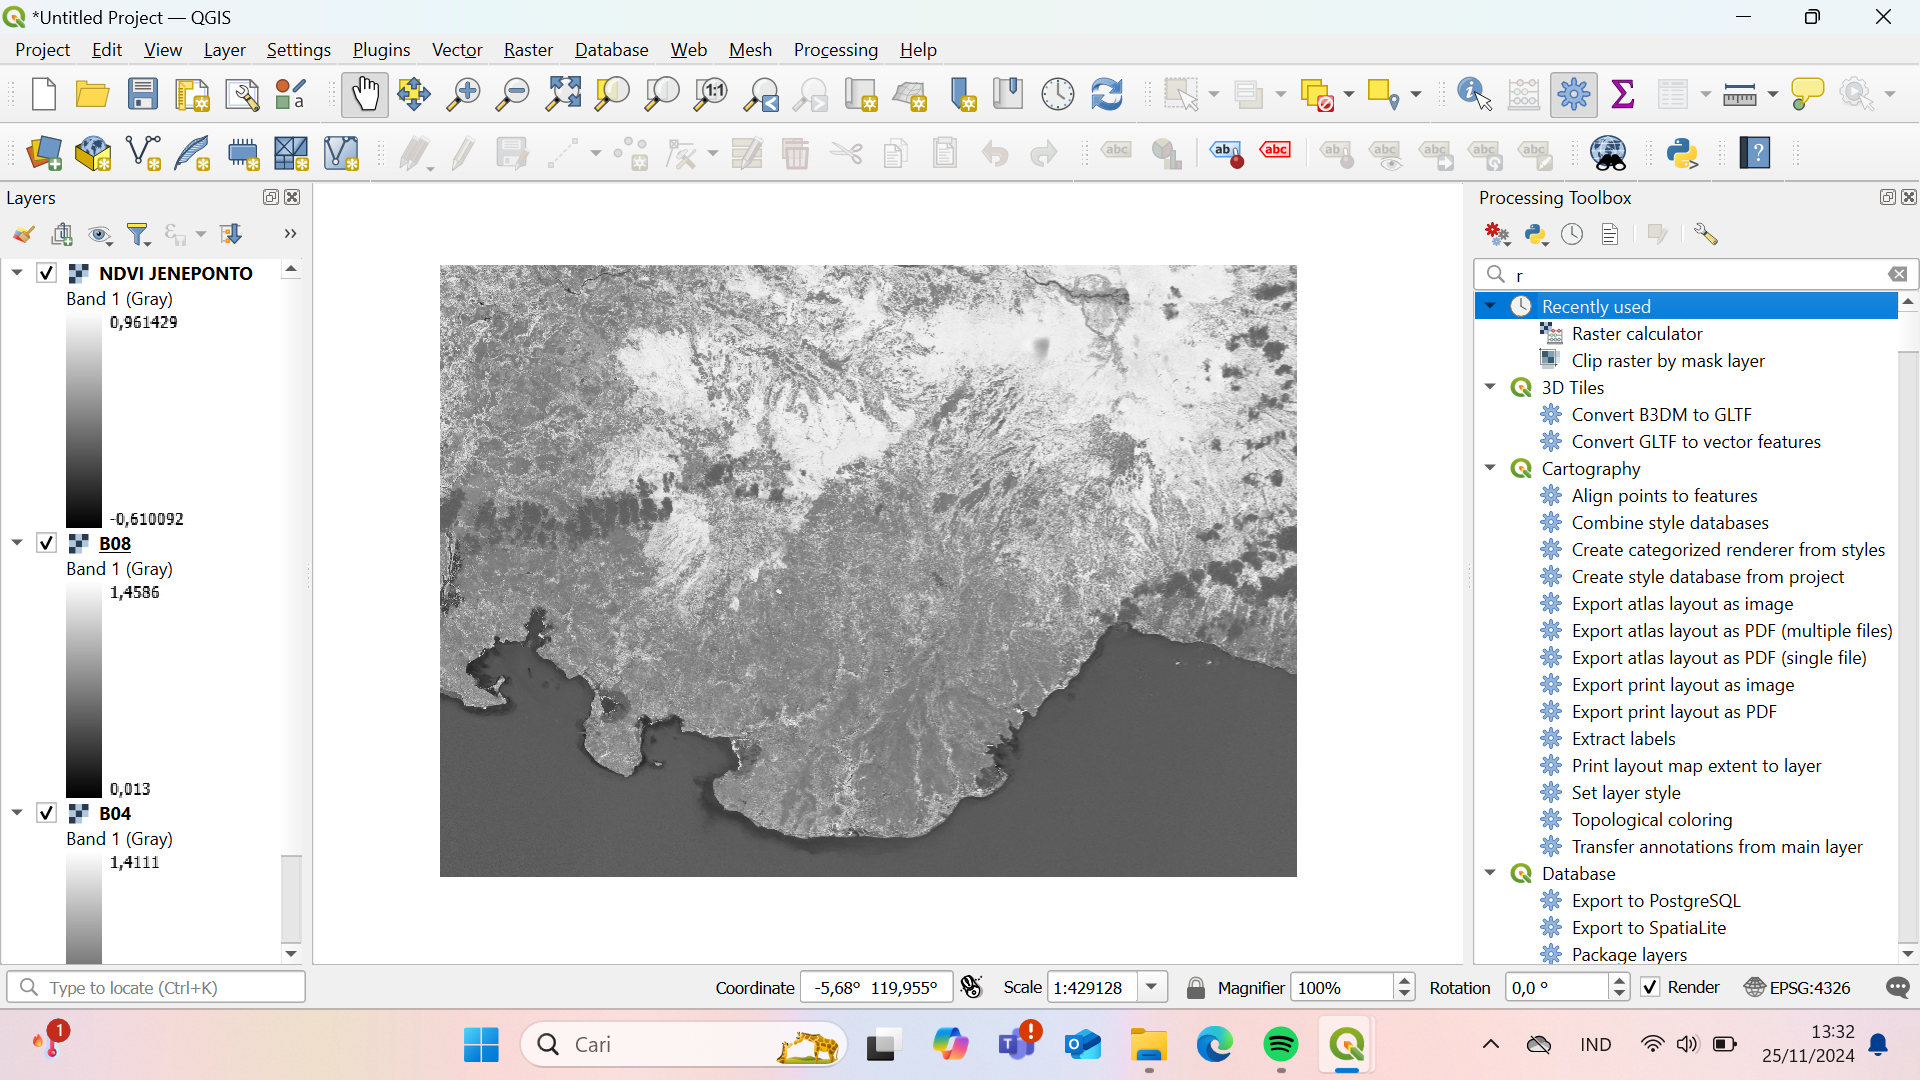 *Untitled Project — QGIS
Project Edit View Layer Settings Plugins Vector Raster Database Web Mesh Processing Help
Layers
NDVI JENEPONTO
Band 1 (Gray)
0,961429
-0,610092
B08
Band 1 (Gray)
1,4586
0,013
B04
Band 1 (Gray)
1,4111
Processing Toolbox
r
Recently used
Raster calculator
Clip raster by mask layer
3D Tiles
Convert B3DM to GLTF
Convert GLTF to vector features
Cartography
Align points to features
Combine style databases
Create categorized renderer from styles
Create style database from project
Export atlas layout as image
Export atlas layout as PDF (multiple files)
Export atlas layout as PDF (single file)
Export print layout as image
Export print layout as PDF
Extract labels
Print layout map extent to layer
Set layer style
Topological coloring
Transfer annotations from main layer
Database
Export to PostgreSQL
Export to SpatiaLite
Package layers
Type to locate (Ctrl+K)
Coordinate -5,68° 119,955° Scale 1:429128 Magnifier 100% Rotation 0,0 ° Render EPSG:4326
1 Cari IND 13:32
25/11/2024